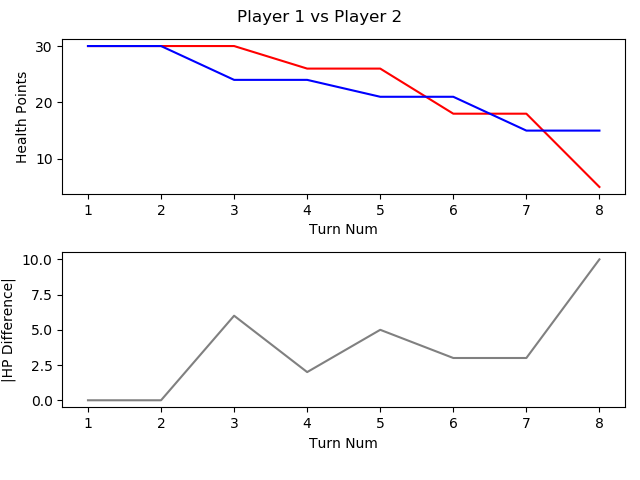 Player 1 vs Player 2
30
20
10
Health Points
1 2 3 4 5 6 7 8
Turn Num
10.0
7.5
5.0
2.5
0.0
|HP Difference|
1 2 3 4 5 6 7 8
Turn Num